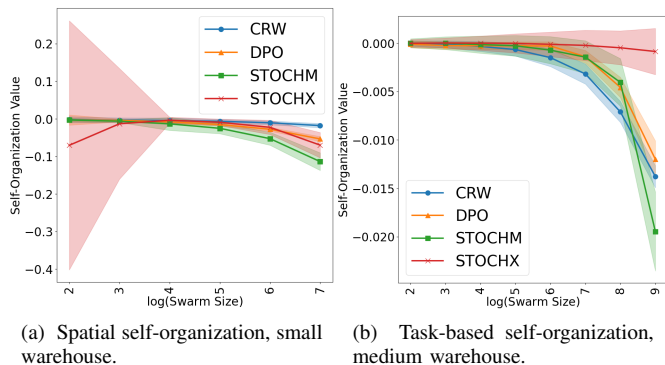 CRW
DPO
STOCHM
STOCHX
0.2
0.1
0.0
−0.1
−0.2
−0.3
−0.4
Self-Organization Value
2 3 4 5 6 7
log(Swarm Size)
(a) Spatial self-organization, small
warehouse.
0.000
−0.005
−0.010
−0.015
−0.020
Self-Organization Value
CRW
DPO
STOCHM
STOCHX
2 3 4 5 6 7 8 9
log(Swarm Size)
(b) Task-based self-organization,
medium warehouse.